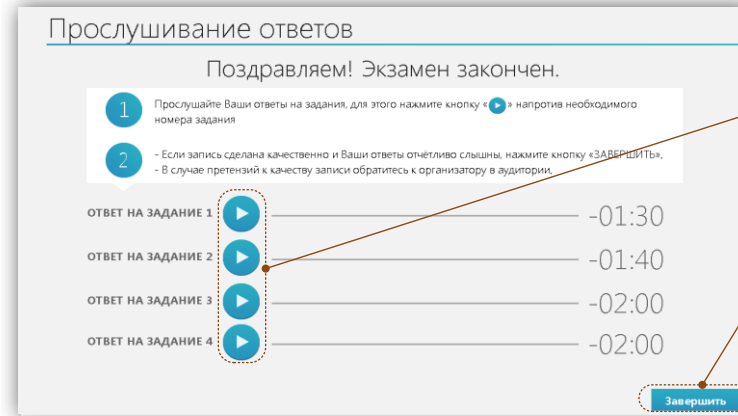 Прослушивание ответов
Поздравляем! Экзамен закончен.
1
Прослушайте Ваши ответы на задания, для этого нажмите кнопку « » напротив необходимого
номера задания
2
- Если запись сделана качественно и Ваши ответы отчётливо слышны, нажмите кнопку «ЗАВЕРШИТЬ».
- В случае претензий к качеству записи обратитесь к организатору в аудитории.
ОТВЕТ НА ЗАДАНИЕ 1 -01:30
ОТВЕТ НА ЗАДАНИЕ 2 -01:40
ОТВЕТ НА ЗАДАНИЕ 3 -02:00
ОТВЕТ НА ЗАДАНИЕ 4 -02:00
Завершить